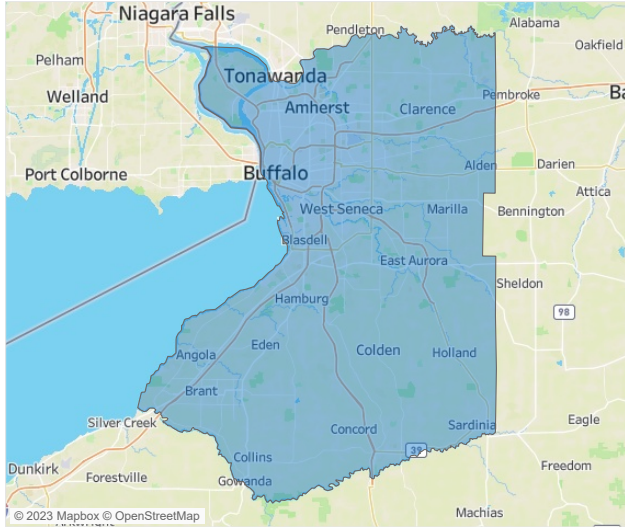 Niagara Falls
Pendleton
Alabama
Oakfield
Pelham
Tonawanda
Welland
Amherst
Clarence
Pembroke
Ba
Port Colborne
Buffalo
Alden
Darien
Attica
West Seneca
Marilla
Bennington
Blasdell
East Aurora
Sheldon
Hamburg
98
Eden
Colden
Holland
Angola
Brant
Silver Creek
Concord
Sardinia
Eagle
39
Collins
Dunkirk
Forestville
Gowanda
Freedom
© 2023 Mapbox © OpenStreetMap
Machias